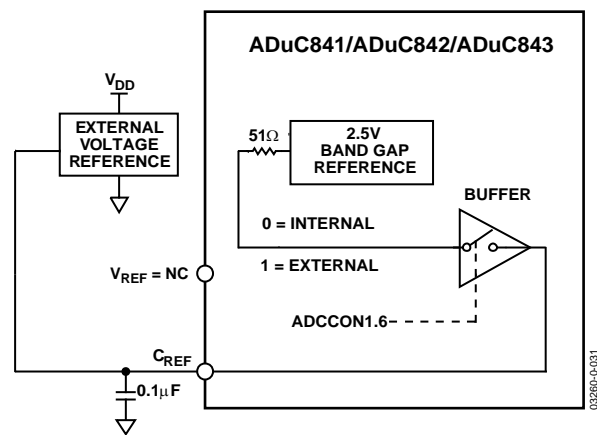 ADuC841/ADuC842/ADuC843
VDD
EXTERNAL
VOLTAGE
REFERENCE
51Ω
2.5V
BAND GAP
REFERENCE
BUFFER
0 = INTERNAL
1 = EXTERNAL
VREF = NC
ADCCON1.6
CREF
0.1μF
03260-0-031